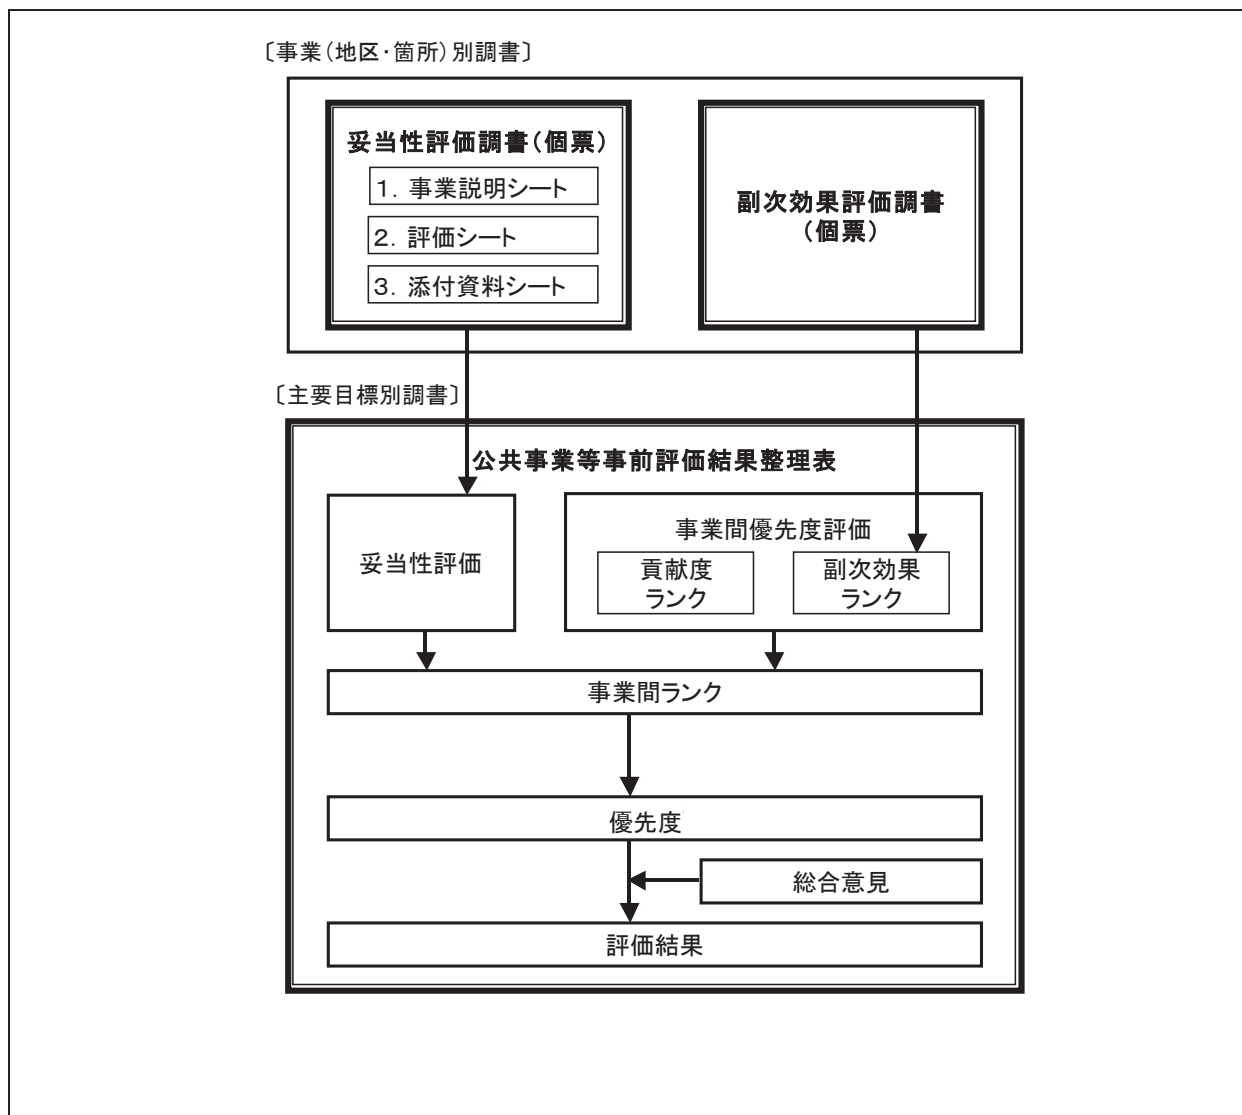 〔事業(地区・箇所)別調書〕
妥当性評価調書(個票)
1. 事業説明シート
2. 評価シート
3. 添付資料シート
副次効果評価調書
(個票)
〔主要目標別調書〕
公共事業等事前評価結果整理表
妥当性評価
事業間優先度評価
貢献度
ランク
副次効果
ランク
事業間ランク
優先度
総合意見
評価結果